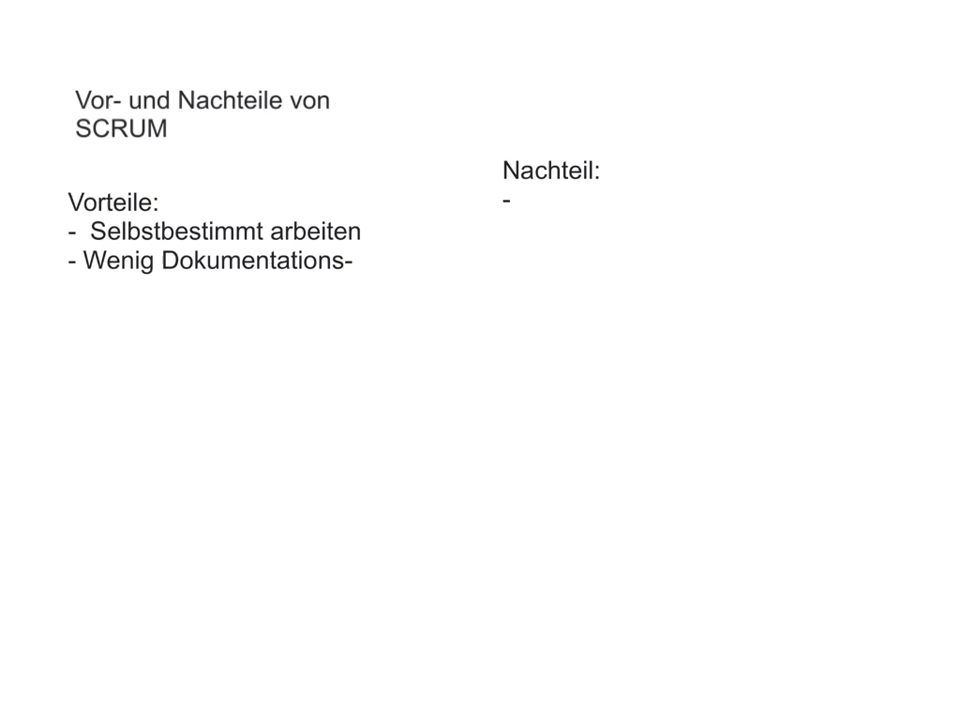 Vor- und Nachteile von
SCRUM
Vorteile:
-  Selbstbestimmt arbeiten
- Wenig Dokumentations-
Nachteil:
-